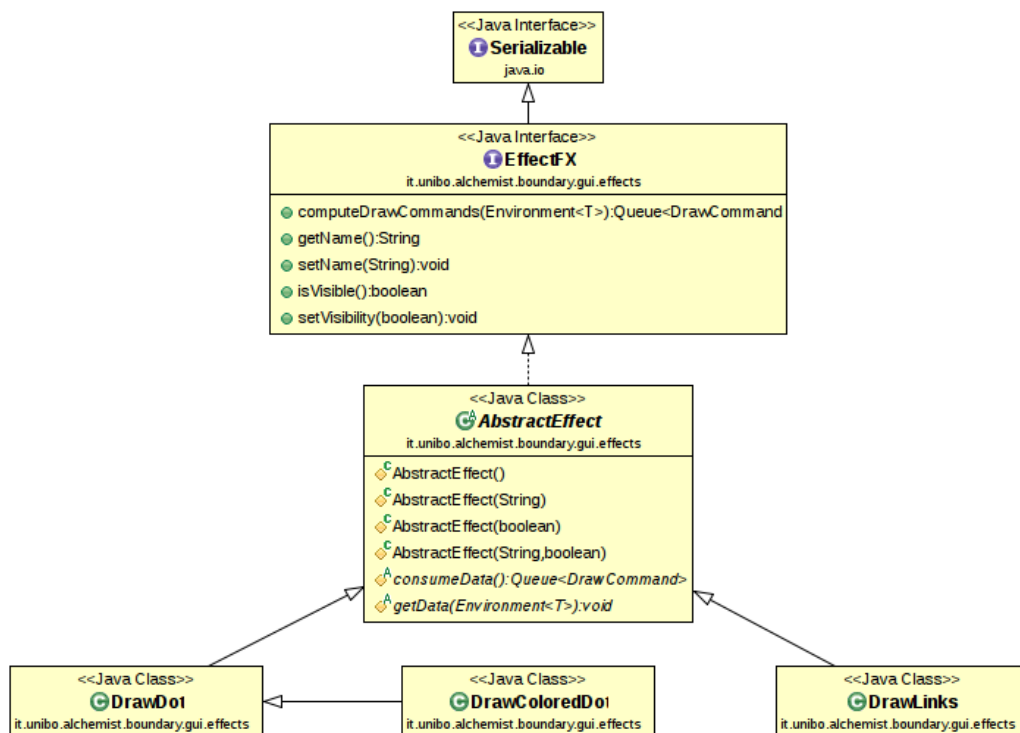 <<Java Interface>>
Serializable
java.io
<<Java Interface>>
EffectFX
it.unibo.alchemist.boundary.gui.effects
computeDrawCommands(Environment<T>):Queue<DrawCommand
getName():String
setName(String):void
isVisible():boolean
setVisibility(boolean):void
<<Java Class>>
AbstractEffect
it.unibo.alchemist.boundary.gui.effects
AbstractEffect()
AbstractEffect(String)
AbstractEffect(boolean)
AbstractEffect(String,boolean)
consumeData():Queue<DrawCommand>
getData(Environment<T>):void
<<Java Class>>
DrawDot
it.unibo.alchemist.boundary.gui.effects
<<Java Class>>
DrawColoredDot
it.unibo.alchemist.boundary.gui.effects
<<Java Class>>
DrawLinks
it.unibo.alchemist.boundary.gui.effects